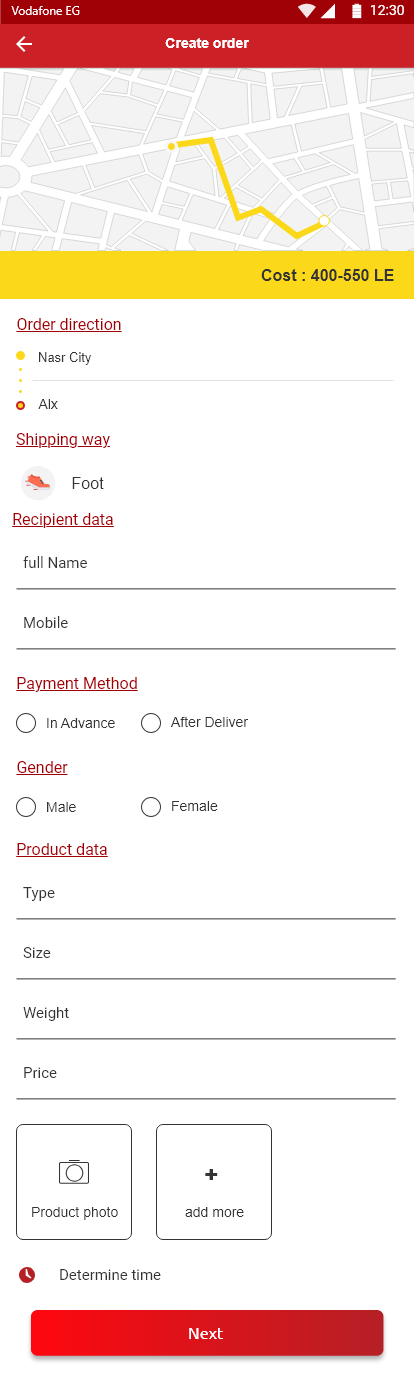 Vodafone EG 12:30
Create order
Cost : 400-550 LE
Order direction
Nasr City
Alx
Shipping way
Foot
Recipient data
full Name
Mobile
Payment Method
In Advance After Deliver
Gender
Male Female
Product data
Type
Size
Weight
Price
Product photo add more
Determine time
Next